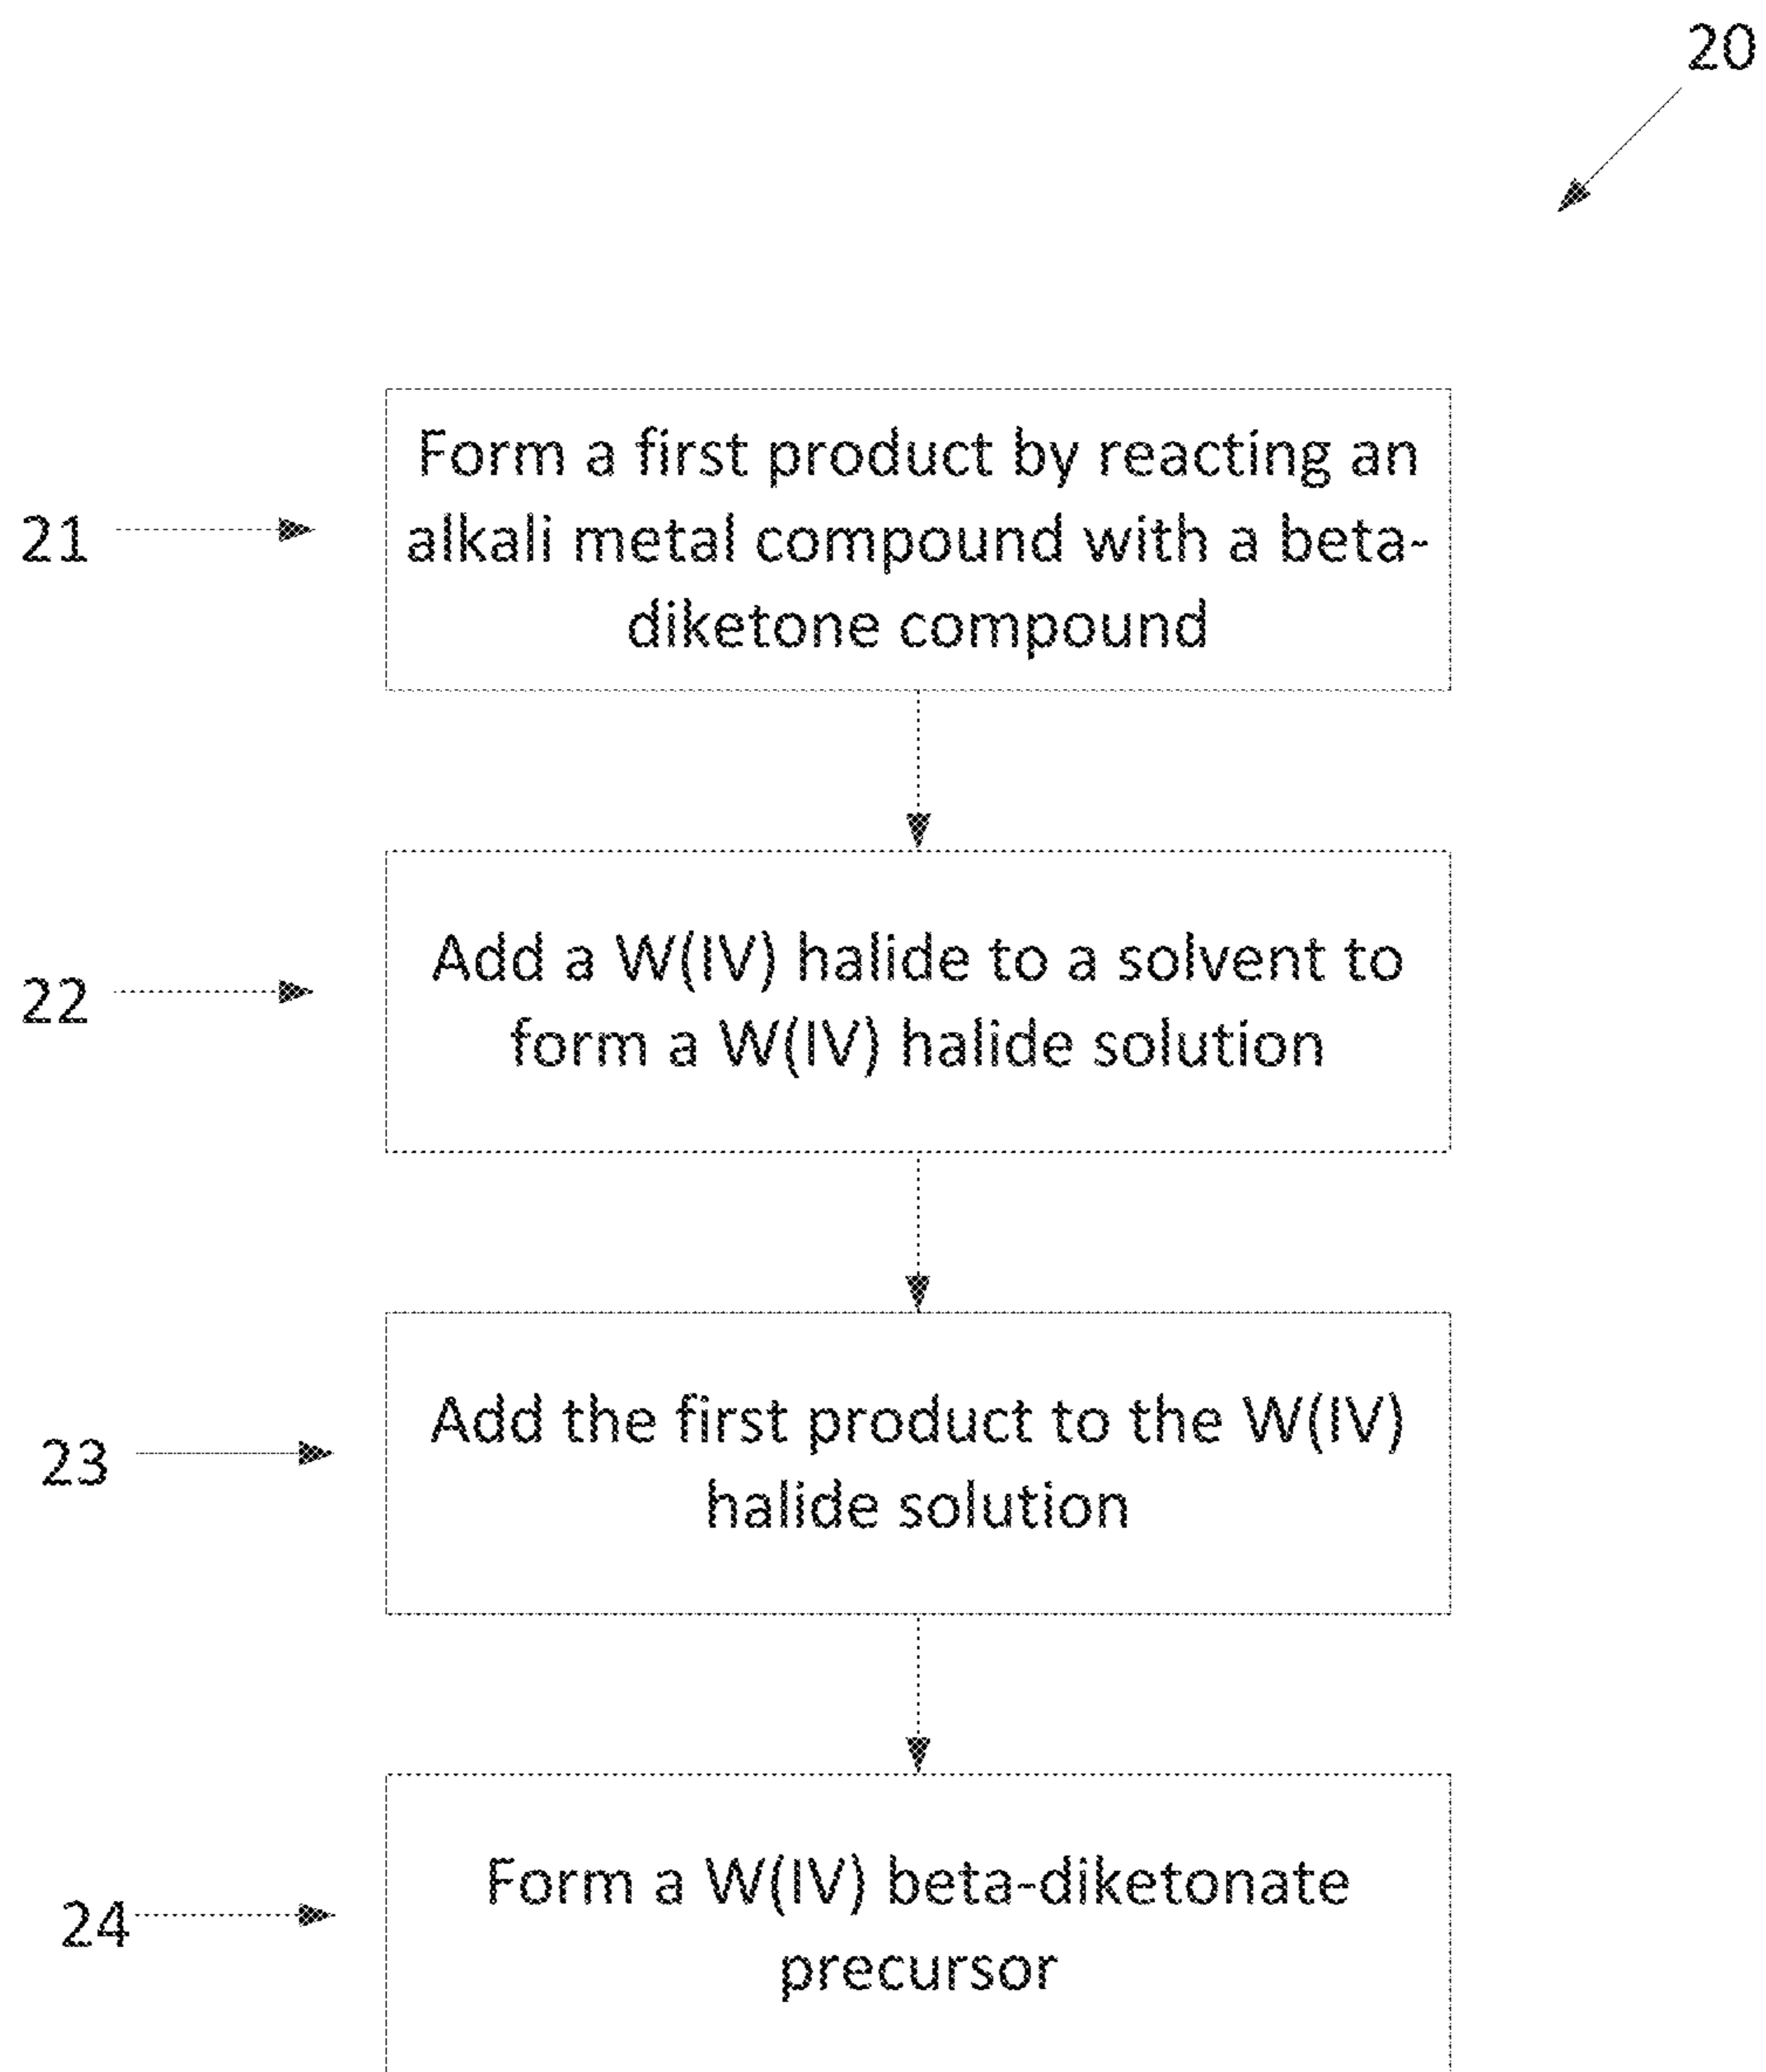 20
21
Form a first product by reacting an
alkali metal compound with a beta-
diketone compound
22
Add a W(IV) halide to a solvent to
form a W(IV) halide solution
23
Add the first product to the W(IV)
halide solution
24
Form a W(IV) beta-diketonate
precursor